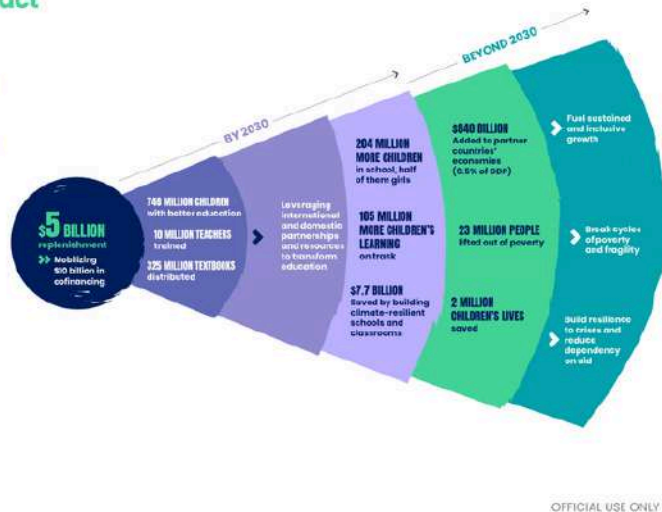 BY 2030
BEYOND 2030
$5 BILLION
replenishment
Mobilizing
$10 billion in
cofinancing
746 MILLION CHILDREN
with better education
10 MILLION TEACHERS
trained
325 MILLION TEXTBOOKS
distributed
Leveraging
international
and domestic
partnerships
and resources
to transform
education
204 MILLION
MORE CHILDREN
in school, half
of them girls
105 MILLION
MORE CHILDREN'S
LEARNING
on track
$7.7 BILLION
Saved by building
climate-resilient
schools and
classrooms
$640 BILLION
Added to partner
countries'
economies
(0.5% of GDP)
23 MILLION PEOPLE
lifted out of poverty
2 MILLION
CHILDREN'S LIVES
saved
Fuel sustained
and inclusive
growth
Break cycles
of poverty
and fragility
Build resilience
to crises and
reduce
dependency
on aid
OFFICIAL USE ONLY